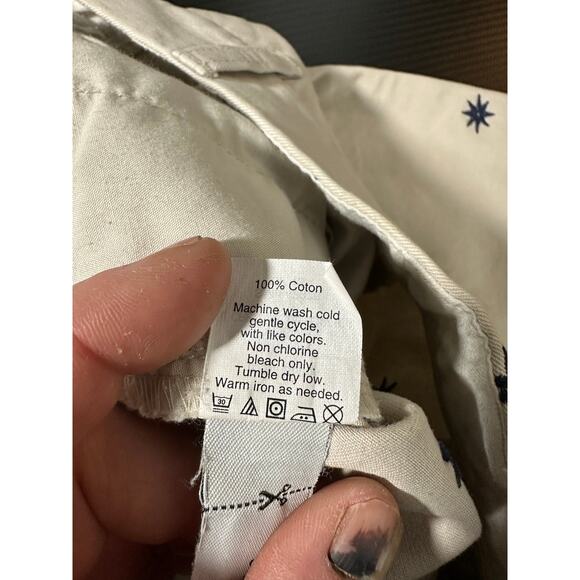 100% Coton
Machine wash cold
gentle cycle,
with like colors.
Non chlorine
bleach only.
Tumble dry low.
Warm iron as needed.
30